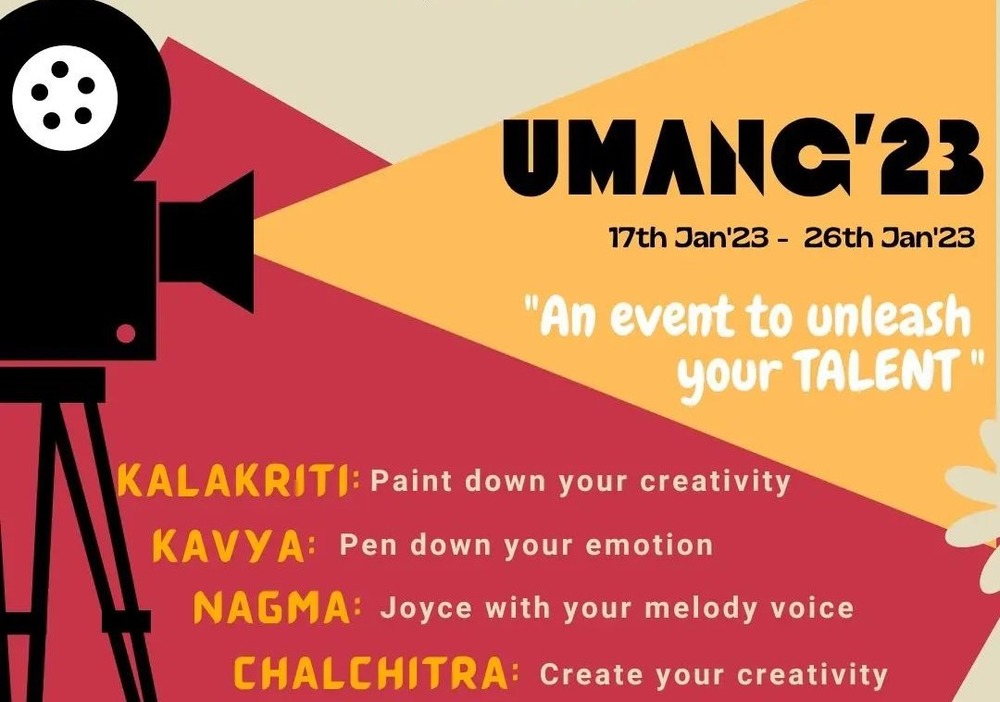 UMANG'23
17th Jan'23 - 26th Jan'23
"An event to unleash
your TALENT "
KALAKRITI: Paint down your creativity
KAVYA: Pen down your emotion
NAGMA: Joyce with your melody voice
CHALCHITRA: Create your creativity